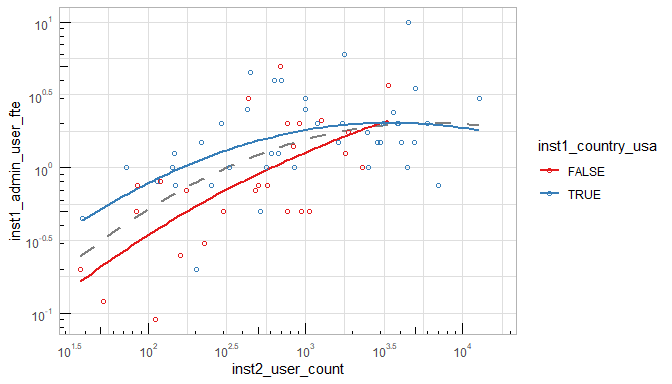 10^1
10^0.5
10^0
10^-0.5
10^-1
inst1_admin_user_fte
10^1.5 10^2 10^2.5 10^3 10^3.5 10^4
inst2_user_count
inst1_country_usa
FALSE
TRUE